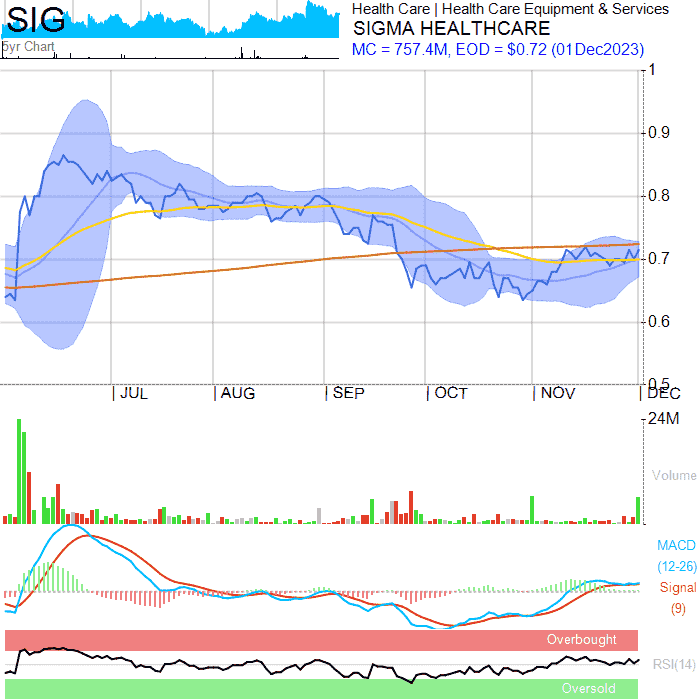 SIG
Health Care | Health Care Equipment & Services
SIGMA HEALTHCARE
5yr Chart
MC = 757.4M, EOD = $0.72 (01Dec2023)
1
0.9
0.8
0.7
0.6
0.5
JUL
AUG
SEP
OCT
NOV
DEC
24M
Volume
MACD
(12-26)
Signal
(9)
Overbought
RSI(14)
Oversold